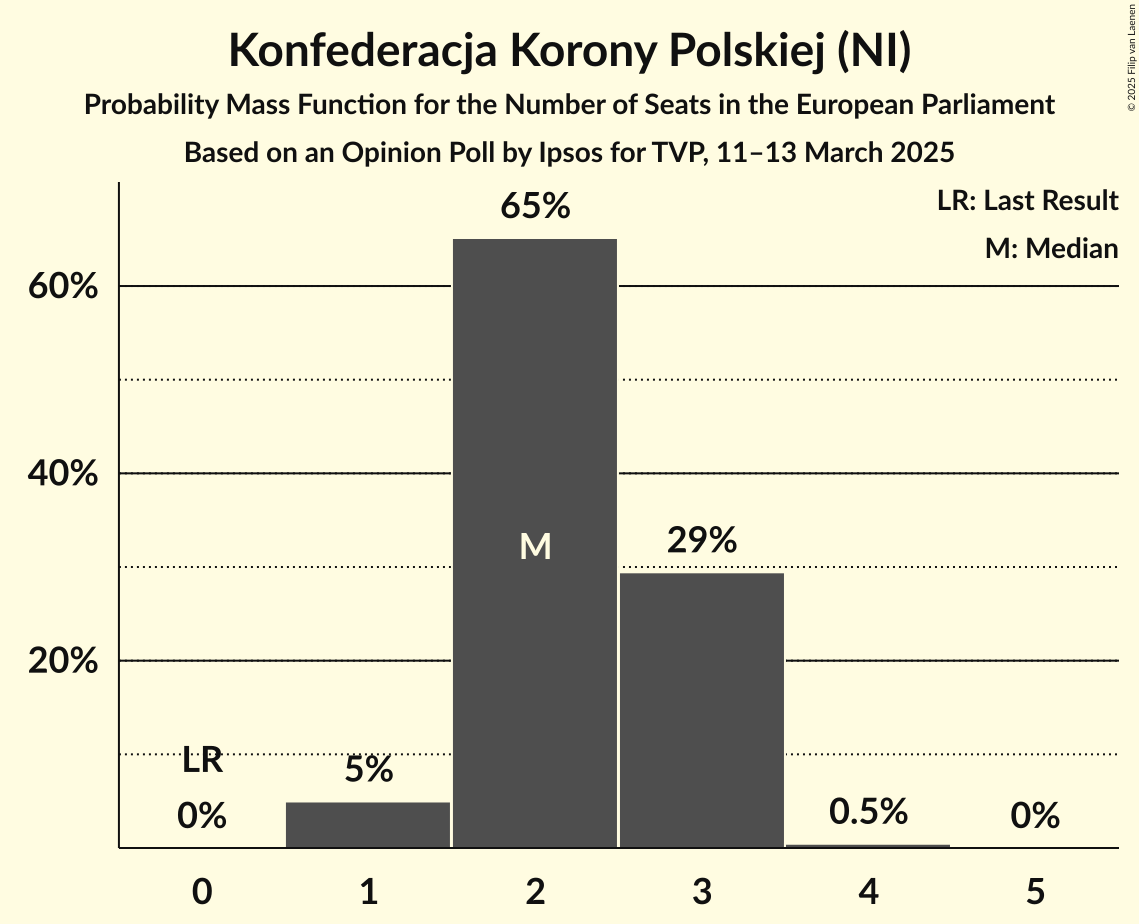 Konfederacja Korony Polskiej (NI)
Probability Mass Function for the Number of Seats in the European Parliament
Based on an Opinion Poll by Ipsos for TVP, 11–13 March 2025
© 2025 Filip van Laenen
LR: Last Result
M: Median
65%
60%
40%
M
29%
20%
LR
0%
5%
0.5%
0%
0 1 2 3 4 5